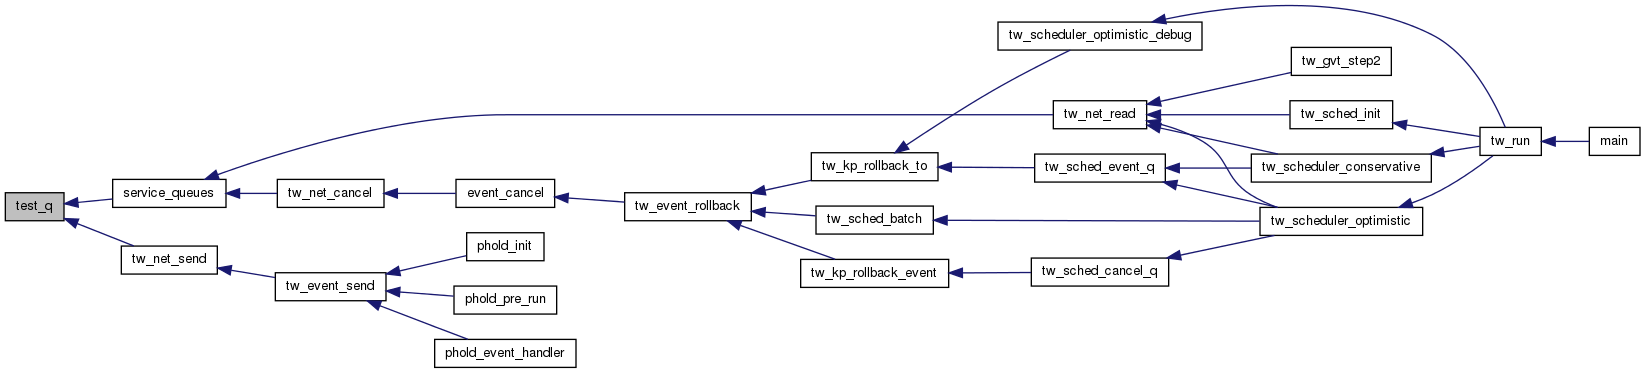 test_q
service_queues
tw_net_send
tw_net_cancel
tw_event_send
event_cancel
phold_init
phold_pre_run
phold_event_handler
tw_event_rollback
tw_kp_rollback_to
tw_sched_batch
tw_kp_rollback_event
tw_scheduler_optimistic_debug
tw_net_read
tw_sched_event_q
tw_sched_cancel_q
tw_gvt_step2
tw_sched_init
tw_scheduler_conservative
tw_scheduler_optimistic
tw_run
main